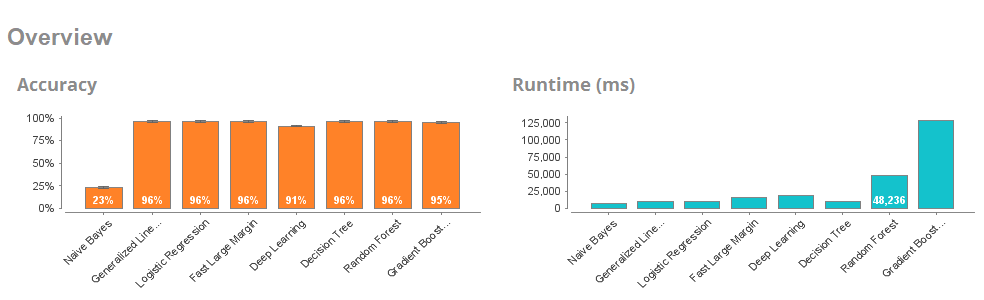 Overview
Accuracy
100%
75%
50%
25%
0%
23%
96%
96%
96%
91%
96%
96%
95%
Naive Bayes
Generalized Line...
Logistic Regression
Fast Large Margin
Deep Learning
Decision Tree
Random Forest
Gradient Boost...
Runtime (ms)
125,000
100,000
75,000
50,000
25,000
0
48,236
Naive Bayes
Generalized Line...
Logistic Regression
Fast Large Margin
Deep Learning
Decision Tree
Random Forest
Gradient Boost...